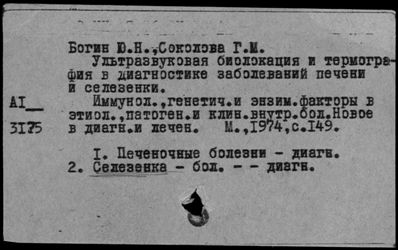 Богин Ю.Н.,Соколова Г.М.
Ультразвуковая биолокация и термогра-
фия в диагностике заболеваний печени
и селезенки.
AI__ Иммунол.,генетич.и энзим.факторы в
3175 этиол.,патоген.и клин.внутр.бол.Новое
в диагн.и лечен. М.,1974,с.149.
I. Печеночные болезни - диагн.
2. Селезенка - бол. - - диагн.